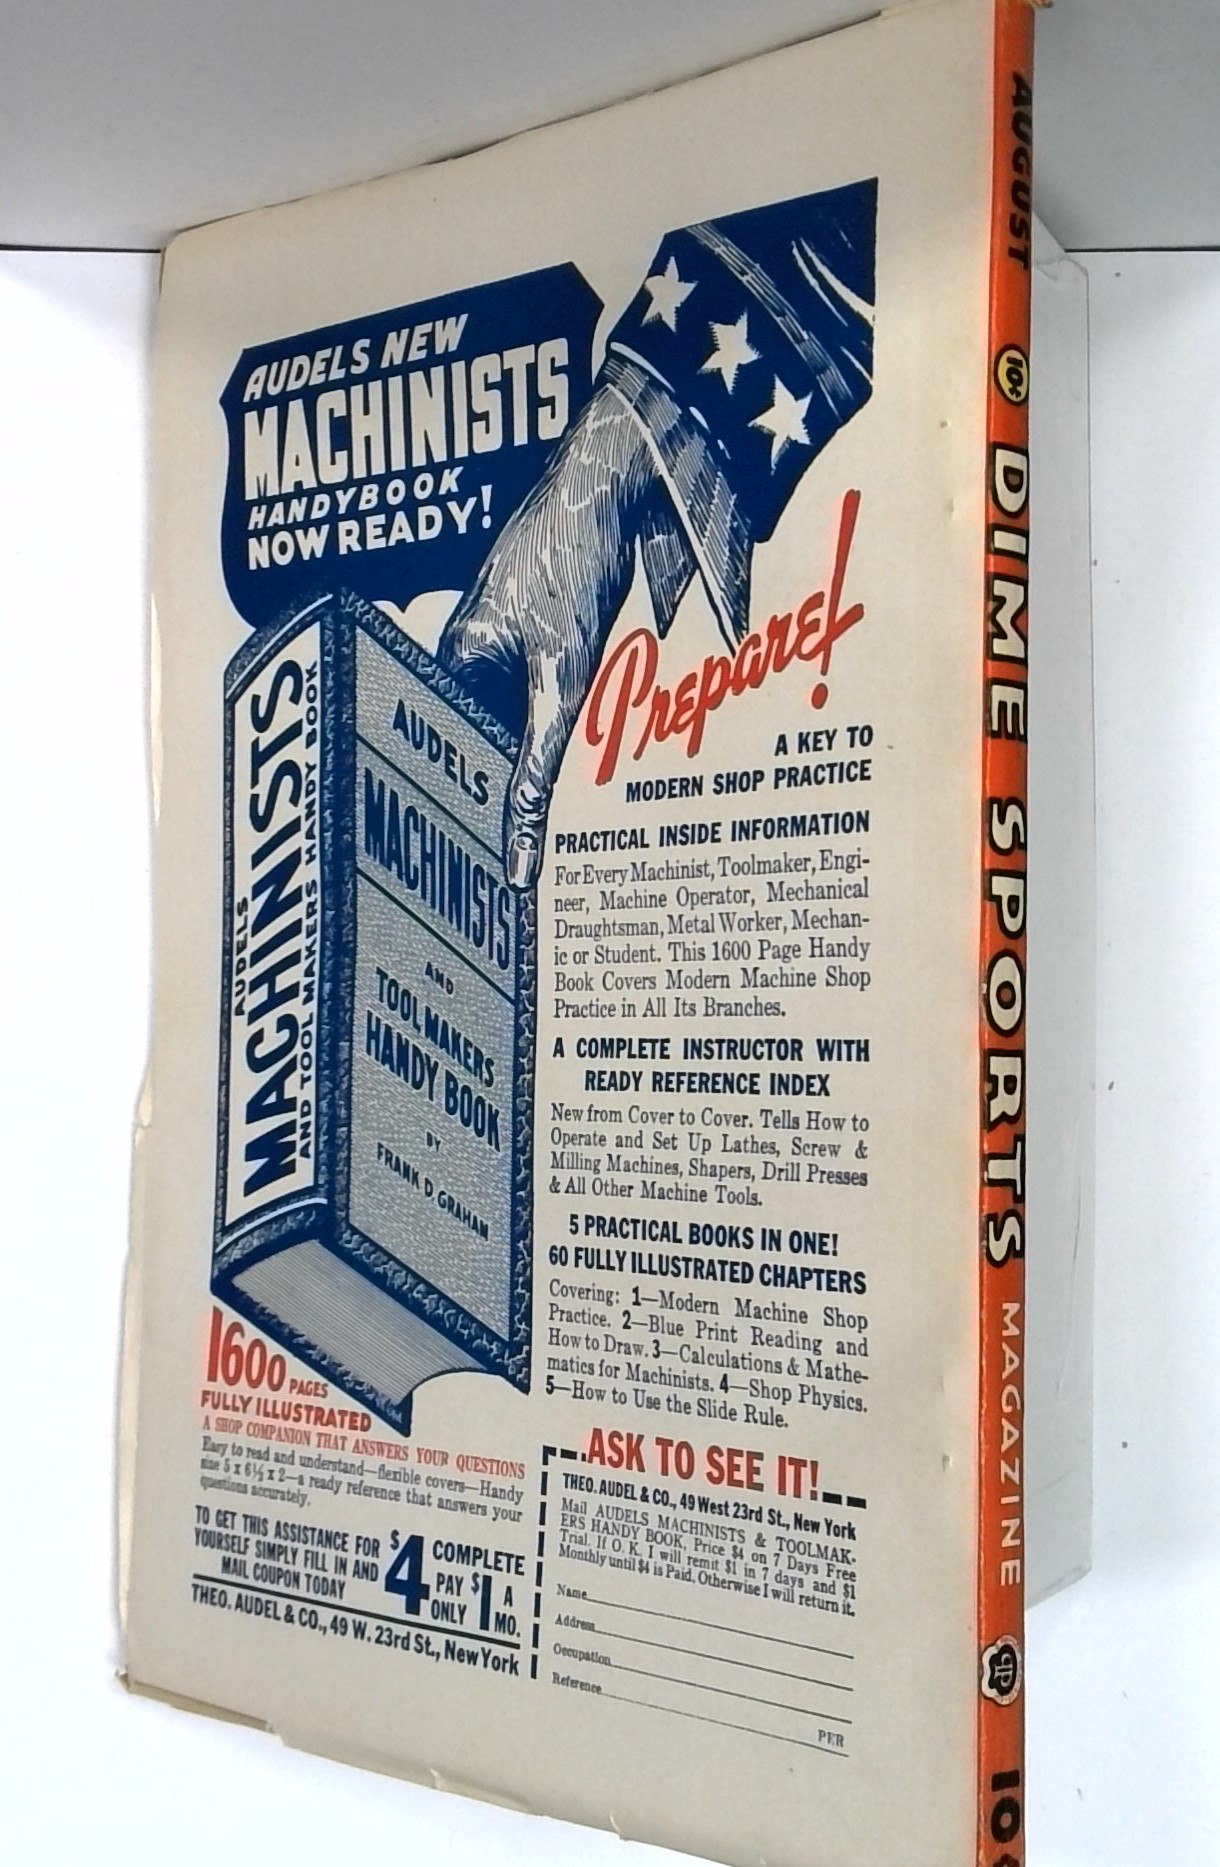 AUDELS NEW
MACHINISTS
HANDYBOOK
NOW READY!
AUDELS
MACHINISTS
AND TOOL MAKERS HANDY BOOK
AUDELS
MACHINISTS
AND
TOOL MAKERS
HANDY BOOK
BY
FRANK D. GRAHAM
Prepare!
A KEY TO
MODERN SHOP PRACTICE
PRACTICAL INSIDE INFORMATION
For Every Machinist, Toolmaker, Engi-
neer, Machine Operator, Mechanical
Draughtsman, Metal Worker, Mechan-
ic or Student. This 1600 Page Handy
Book Covers Modern Machine Shop
Practice in All Its Branches.
A COMPLETE INSTRUCTOR WITH
READY REFERENCE INDEX
New from Cover to Cover. Tells How to
Operate and Set Up Lathes, Screw &
Milling Machines, Shapers, Drill Presses
& All Other Machine Tools.
5 PRACTICAL BOOKS IN ONE!
60 FULLY ILLUSTRATED CHAPTERS
Covering: 1—Modern Machine Shop
Practice. 2—Blue Print Reading and
How to Draw. 3—Calculations & Mathe-
matics for Machinists. 4—Shop Physics.
5—How to Use the Slide Rule.
1600 PAGES
FULLY ILLUSTRATED
A SHOP COMPANION THAT ANSWERS YOUR QUESTIONS
Easy to read and understand—flexible covers—Handy
size 5 x 6½ x 2—a ready reference that answers your
questions accurately.
TO GET THIS ASSISTANCE FOR
YOURSELF SIMPLY FILL IN AND
MAIL COUPON TODAY
$4 COMPLETE
PAY ONLY $1 A MO.
THEO. AUDEL & CO., 49 W. 23rd St., New York
ASK TO SEE IT!
THEO. AUDEL & CO., 49 West 23rd St., New York
Mail AUDELS MACHINISTS & TOOLMAK-
ERS HANDY BOOK, Price $4 on 7 Days Free
Trial. If O. K. I will remit $1 in 7 days and $1
Monthly until $4 is Paid. Otherwise I will return it.
Name
Address
Occupation
Reference
PER
AUGUST 10¢ DIME SPORTS MAGAZINE 10¢